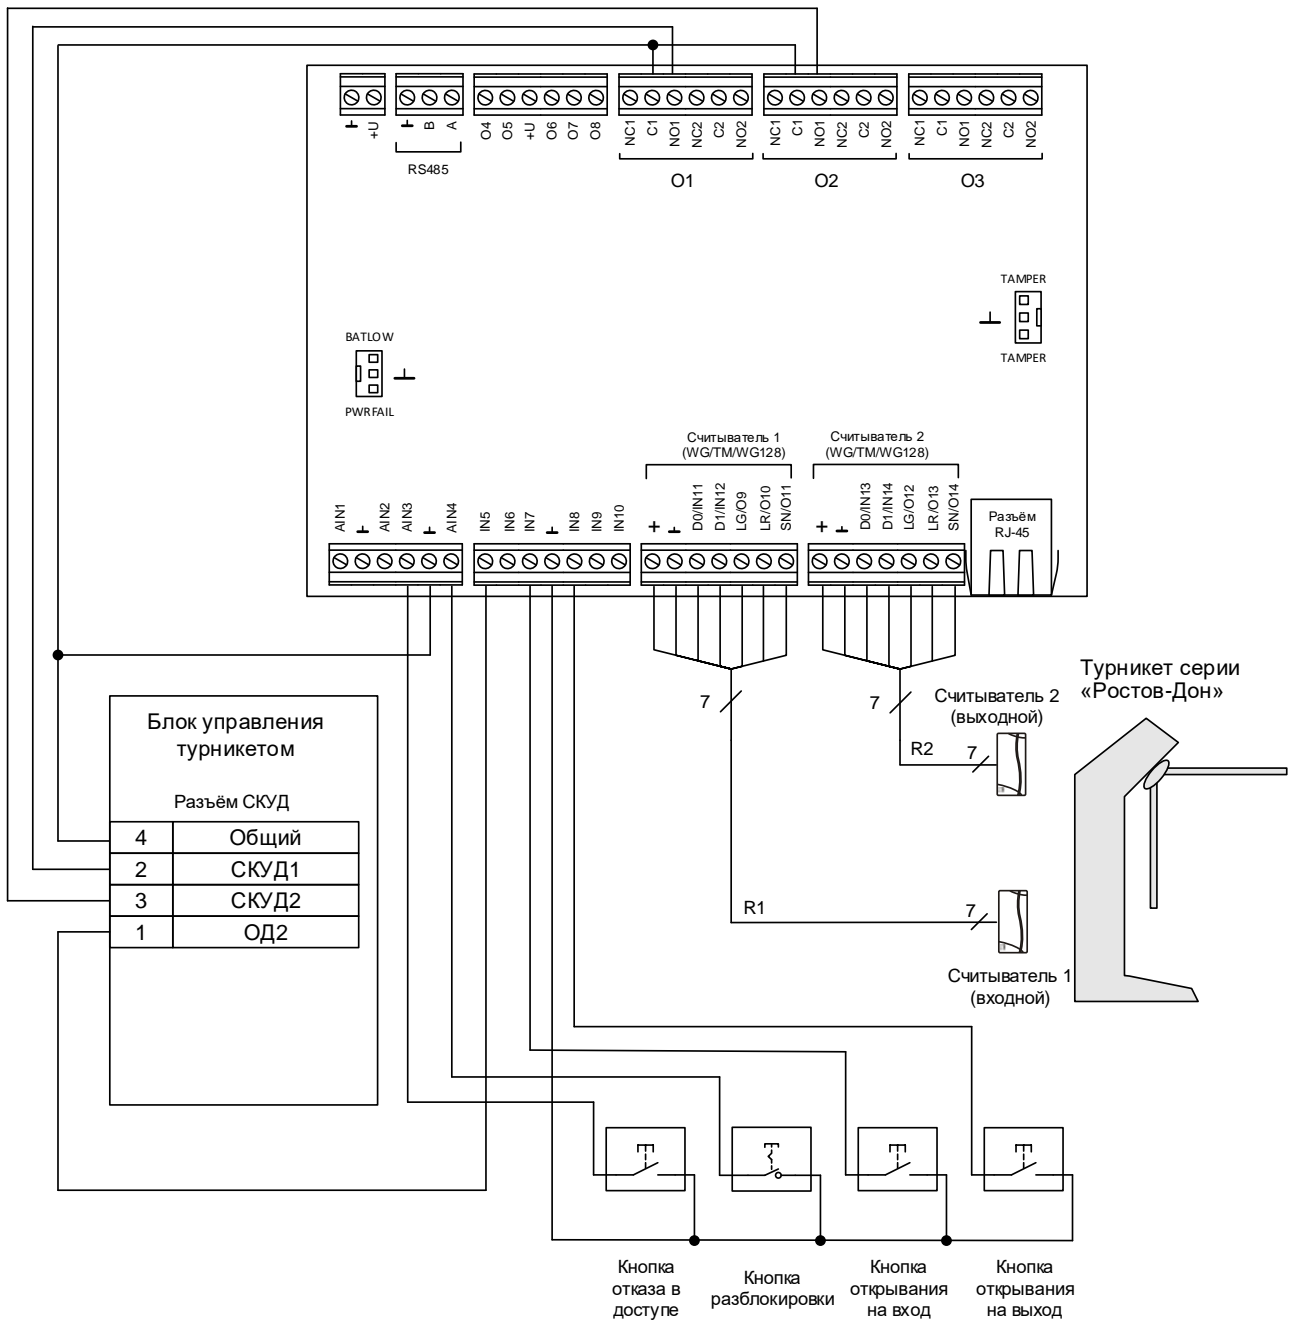 ⊥ +U
⊥ B A
RS485
O4 O5 +U O6 O7 O8
NC1 C1 NO1 NC2 C2 NO2
O1
NC1 C1 NO1 NC2 C2 NO2
O2
NC1 C1 NO1 NC2 C2 NO2
O3
TAMPER
⊥
TAMPER
BATLOW
⊥
PWRFAIL
Считыватель 1
(WG/TM/WG128)
Считыватель 2
(WG/TM/WG128)
AIN1 ⊥ AIN2 AIN3 ⊥ AIN4
IN5 IN6 IN7 ⊥ IN8 IN9 IN10
+ ⊥ D0/IN11 D1/IN12 LG/O9 LR/O10 SN/O11
+ ⊥ D0/IN13 D1/IN14 LG/O12 LR/O13 SN/O14
Разъём
RJ-45
Турникет серии
«Ростов-Дон»
Блок управления
турникетом
Разъём СКУД
4 Общий
2 СКУД1
3 СКУД2
1 ОД2
7
7
Считыватель 2
(выходной)
R2
7
R1
7
Считыватель 1
(входной)
Кнопка
отказа в
доступе
Кнопка
разблокировки
Кнопка
открывания
на вход
Кнопка
открывания
на выход